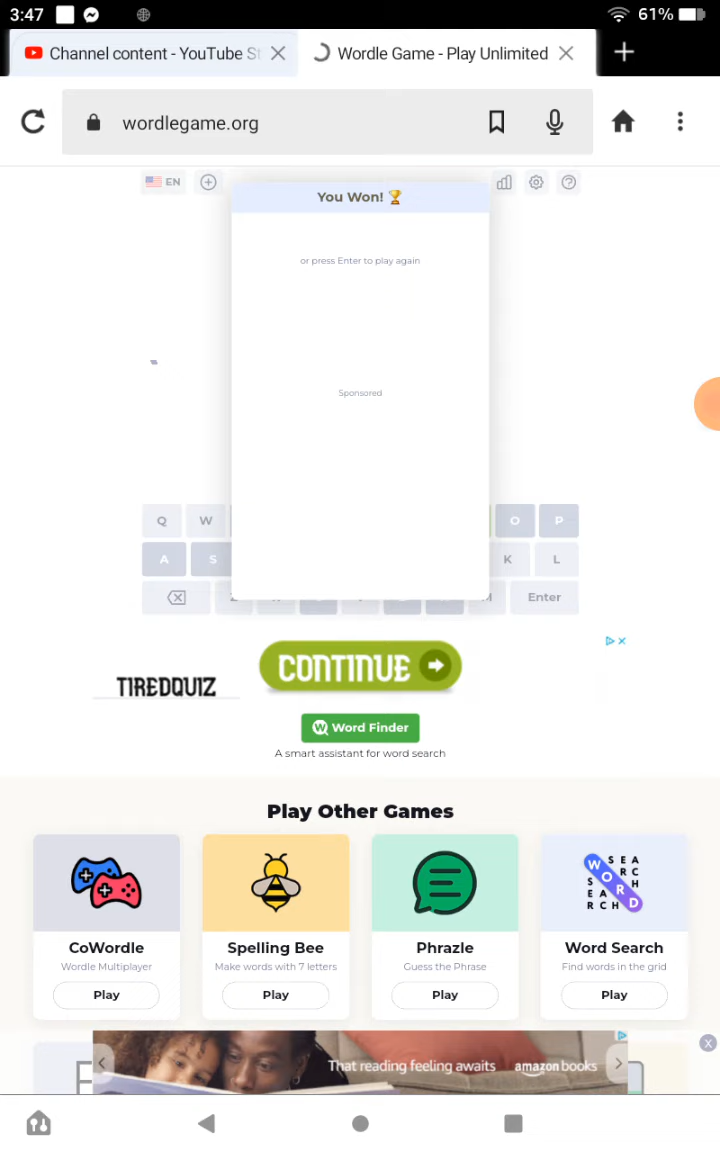 3:47 61%
Channel content - YouTube St
Wordle Game - Play Unlimited
wordlegame.org
EN
You Won! 🏆
or press Enter to play again
Sponsored
Q W O P
A S K L
Enter
TIREDQUIZ
CONTINUE
Word Finder
A smart assistant for word search
Play Other Games
CoWordle
Wordle Multiplayer
Play
Spelling Bee
Make words with 7 letters
Play
Phrazle
Guess the Phrase
Play
SEA
WORD
SEARCH
Word Search
Find words in the grid
Play
That reading feeling awaits
amazon books